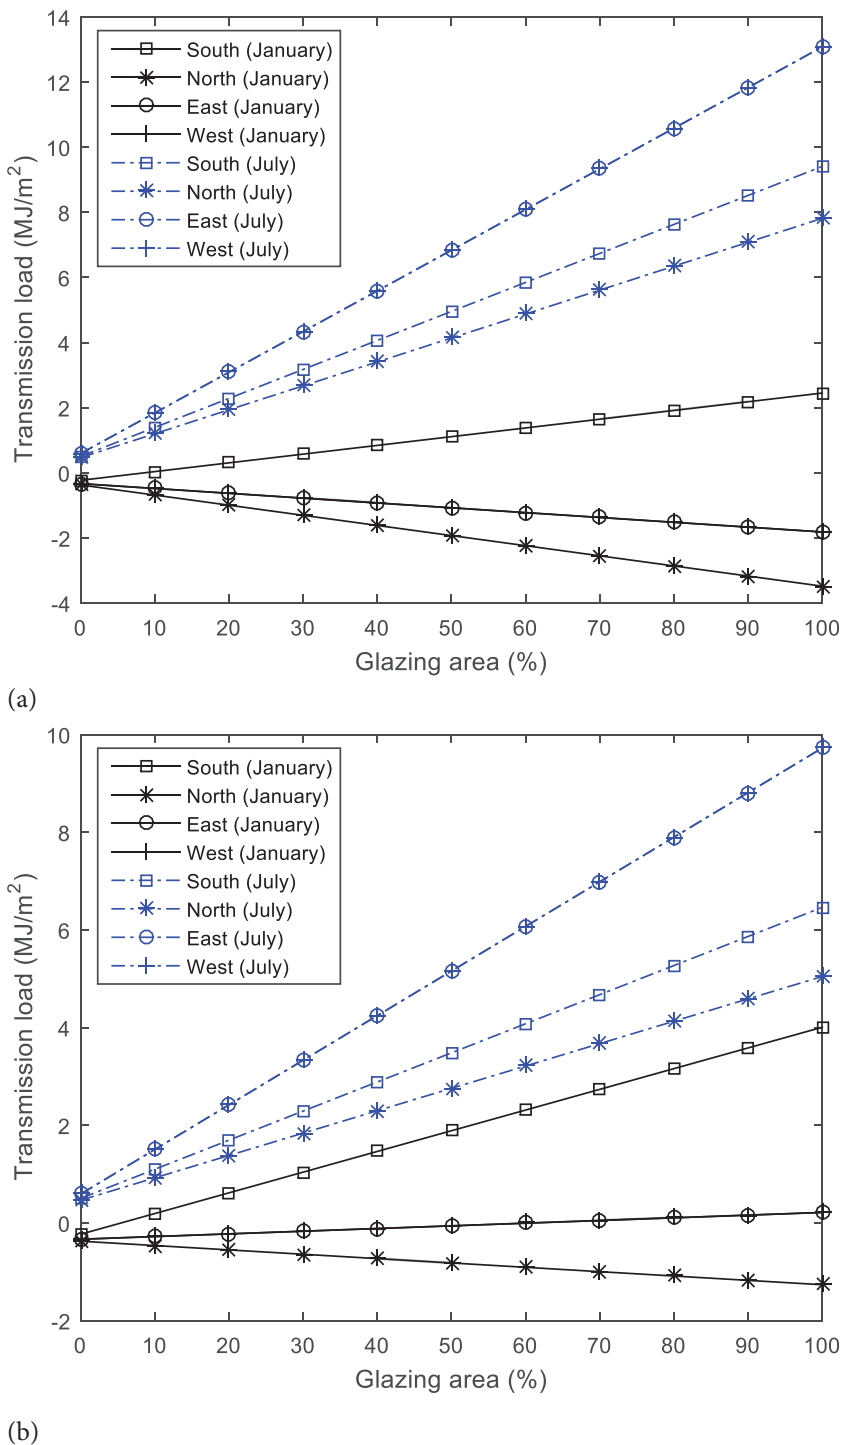 14
12
10
8
6
4
2
0
-2
-4
Transmission load (MJ/m²)
South (January)
North (January)
East (January)
West (January)
South (July)
North (July)
East (July)
West (July)
0 10 20 30 40 50 60 70 80 90 100
Glazing area (%)
(a)
10
8
6
4
2
0
-2
Transmission load (MJ/m²)
South (January)
North (January)
East (January)
West (January)
South (July)
North (July)
East (July)
West (July)
0 10 20 30 40 50 60 70 80 90 100
Glazing area (%)
(b)